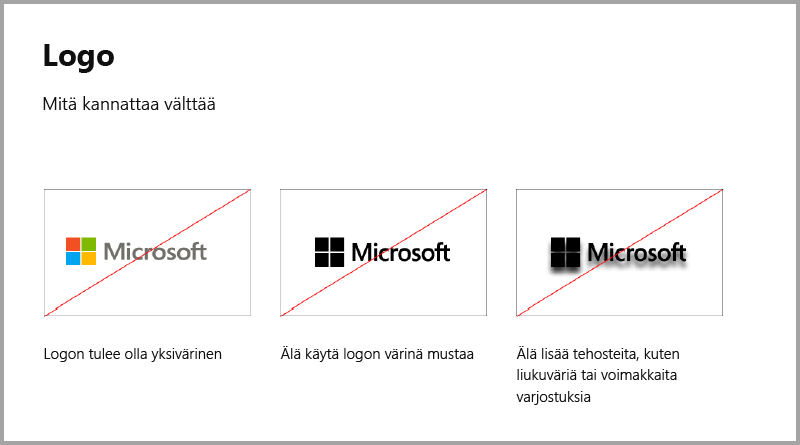 Logo
Mitä kannattaa välttää
Microsoft
Microsoft
Microsoft
Logon tulee olla yksivärinen
Älä käytä logon värinä mustaa
Älä lisää tehosteita, kuten
liukuväriä tai voimakkaita
varjostuksia